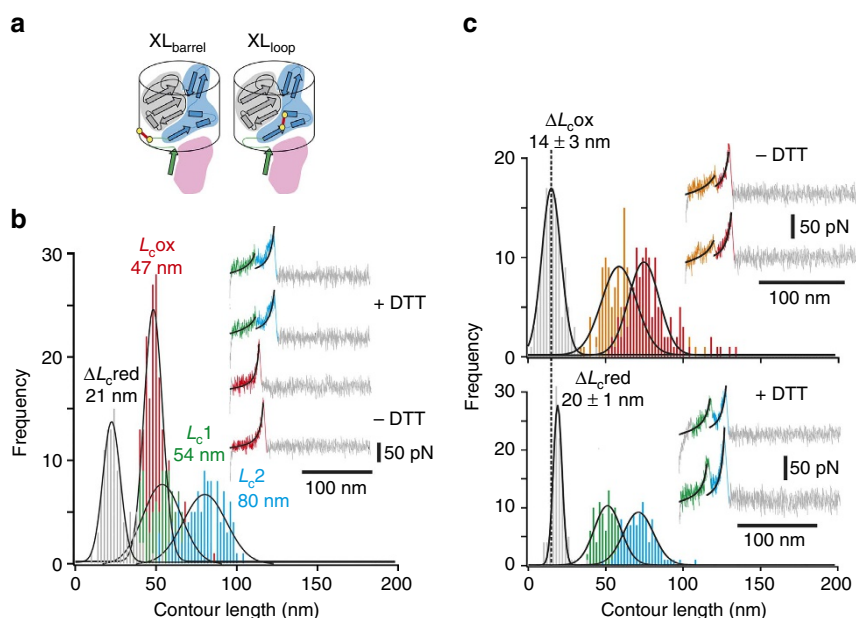 a
XLbarrel
XLloop
b
Lcox
47 nm
+ DTT
ΔLcred
21 nm
Lc1
54 nm
– DTT
50 pN
Lc2
80 nm
100 nm
30
20
10
0
Frequency
0
50
100
150
200
Contour length (nm)
c
ΔLcox
14 ± 3 nm
– DTT
50 pN
100 nm
20
10
0
ΔLcred
20 ± 1 nm
+ DTT
50 pN
100 nm
30
20
10
0
Frequency
0
50
100
150
200
Contour length (nm)